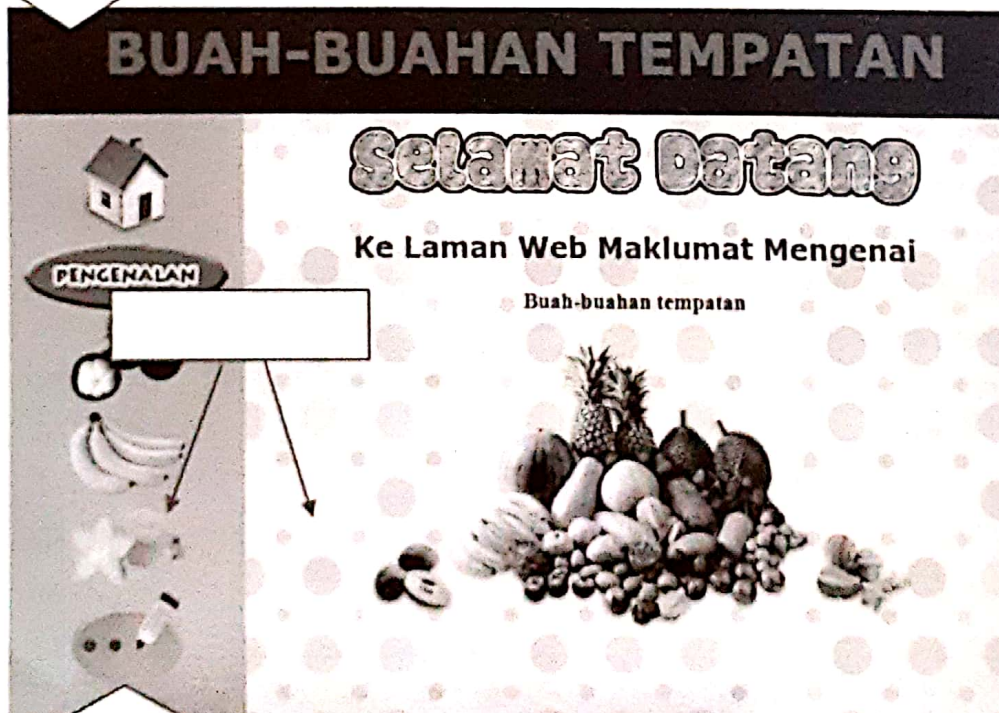 BUAH-BUAHAN TEMPATAN
Selamat Datang
Ke Laman Web Maklumat Mengenai
PENGENALAN
Buah-buahan tempatan